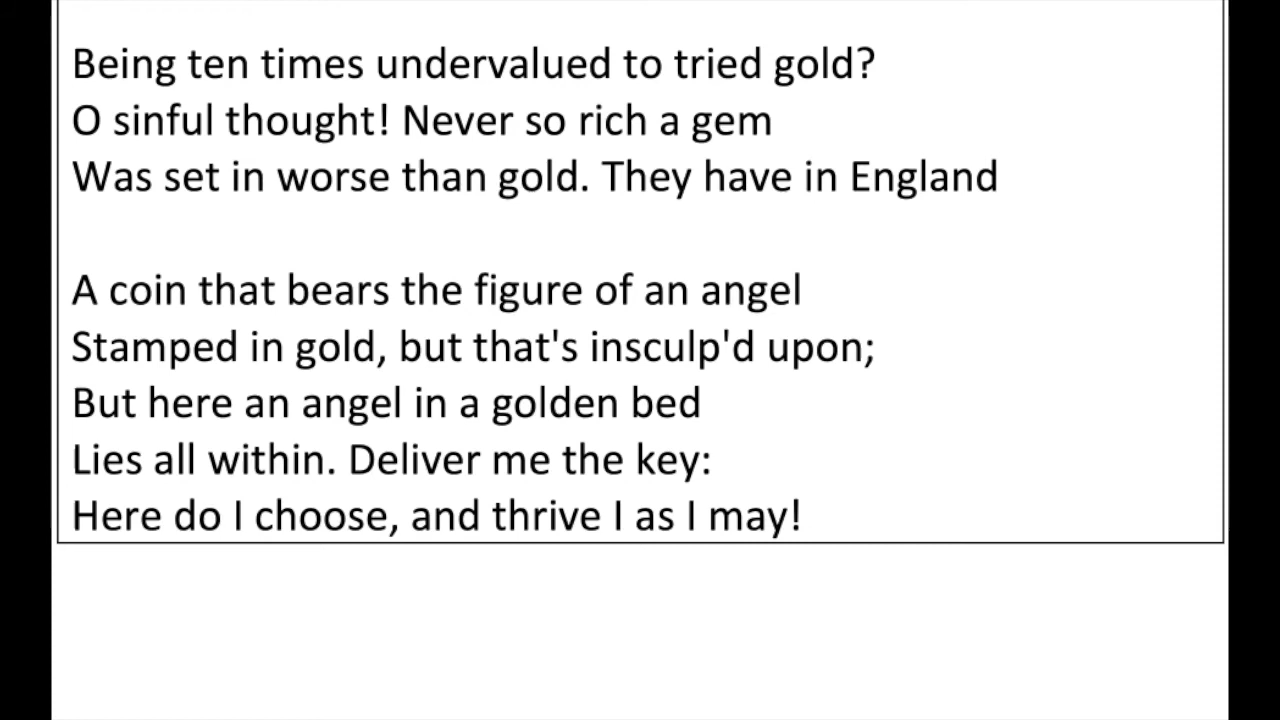 Being ten times undervalued to tried gold?
O sinful thought! Never so rich a gem
Was set in worse than gold. They have in England
A coin that bears the figure of an angel
Stamped in gold, but that's insculp'd upon;
But here an angel in a golden bed
Lies all within. Deliver me the key:
Here do I choose, and thrive I as I may!